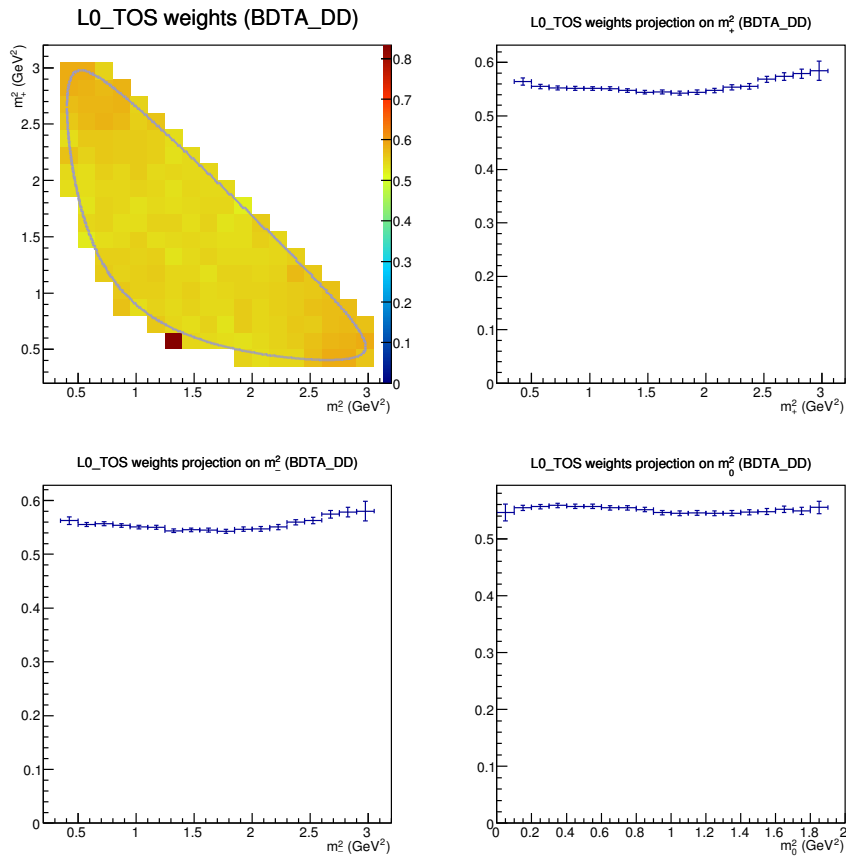 L0_TOS weights (BDTA_DD)
m²₊ (GeV²)
3
2.5
2
1.5
1
0.5
0.5 1 1.5 2 2.5 3
m²₋ (GeV²)
0.8
0.7
0.6
0.5
0.4
0.3
0.2
0.1
0
L0_TOS weights projection on m²₊ (BDTA_DD)
0.6
0.5
0.4
0.3
0.2
0.1
0
0.5 1 1.5 2 2.5 3
m²₊ (GeV²)
L0_TOS weights projection on m²₋ (BDTA_DD)
0.6
0.5
0.4
0.3
0.2
0.1
0
0.5 1 1.5 2 2.5 3
m²₋ (GeV²)
L0_TOS weights projection on m²₀ (BDTA_DD)
0.5
0.4
0.3
0.2
0.1
0
0 0.2 0.4 0.6 0.8 1 1.2 1.4 1.6 1.8 2
m²₀ (GeV²)